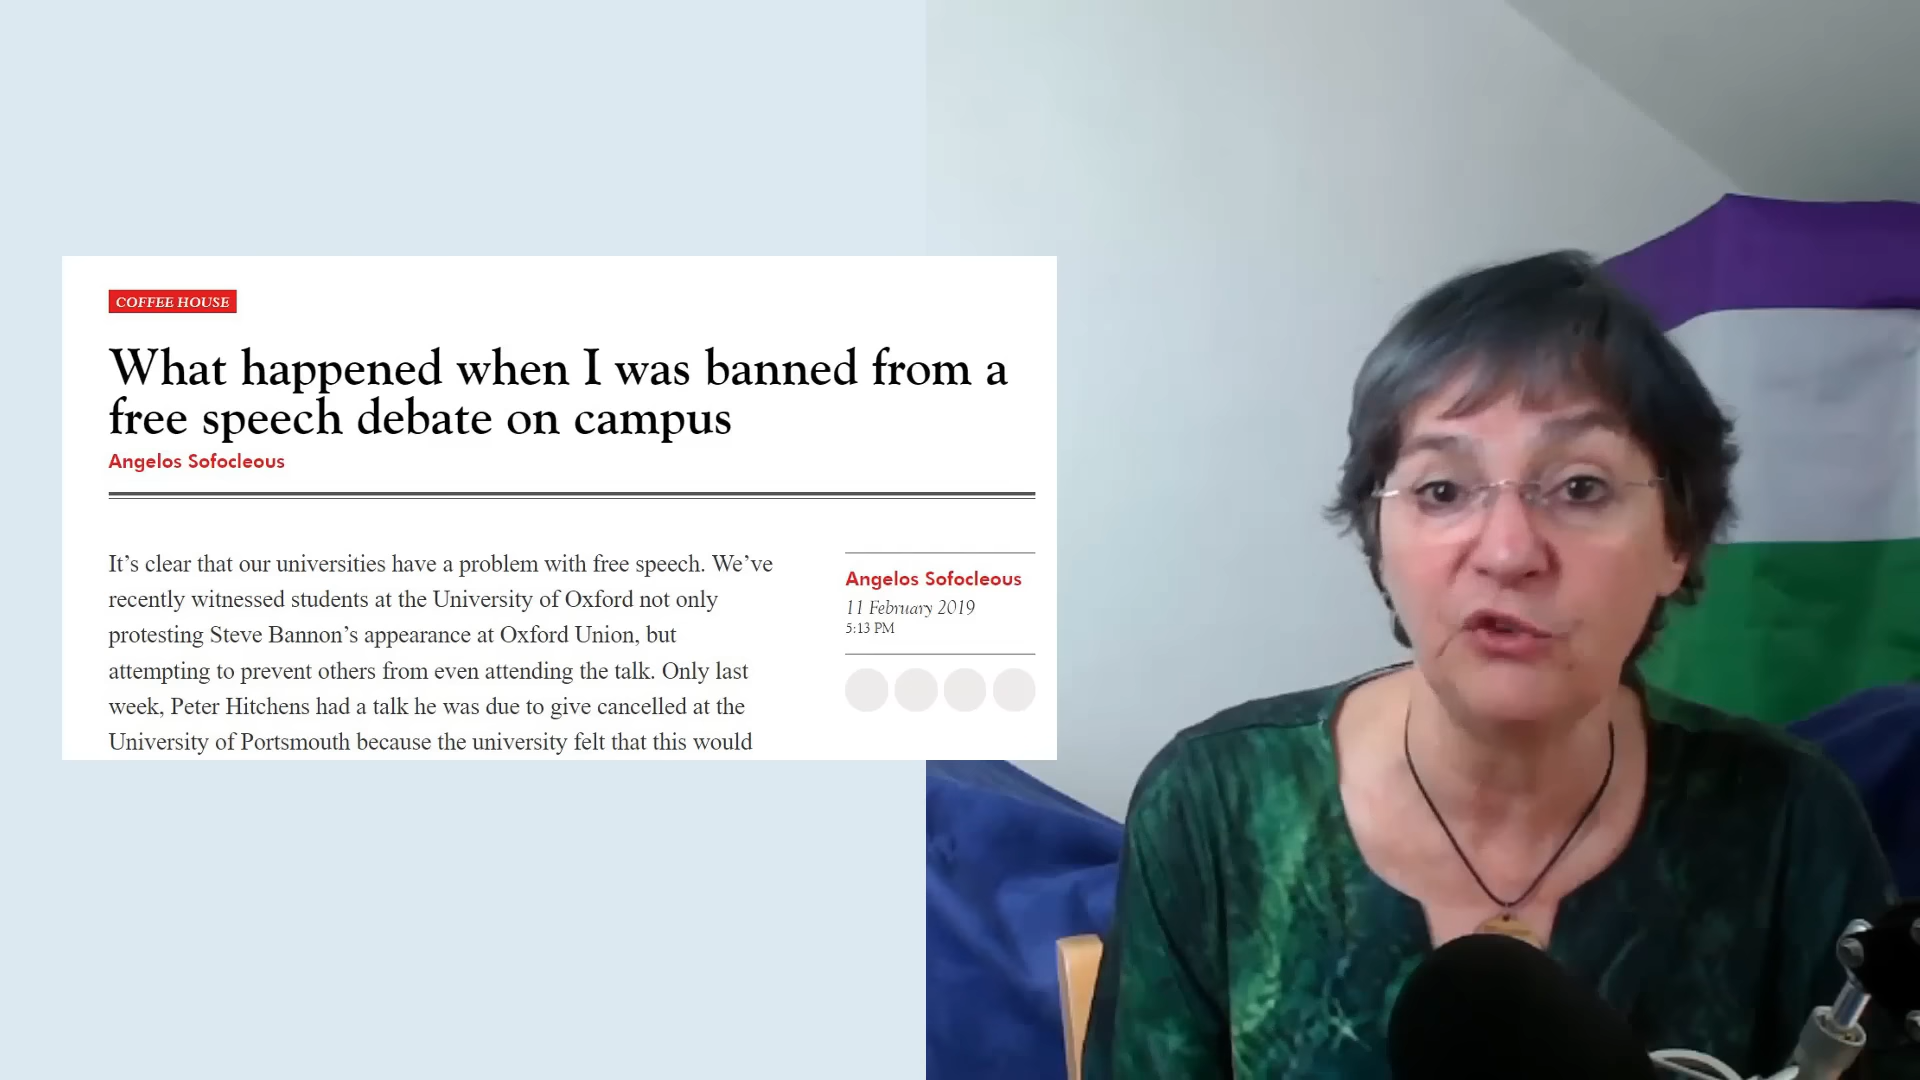 COFFEE HOUSE
What happened when I was banned from a
free speech debate on campus
Angelos Sofocleous
It’s clear that our universities have a problem with free speech. We’ve
recently witnessed students at the University of Oxford not only
protesting Steve Bannon’s appearance at Oxford Union, but
attempting to prevent others from even attending the talk. Only last
week, Peter Hitchens had a talk he was due to give cancelled at the
University of Portsmouth because the university felt that this would
Angelos Sofocleous
11 February 2019
5:13 PM